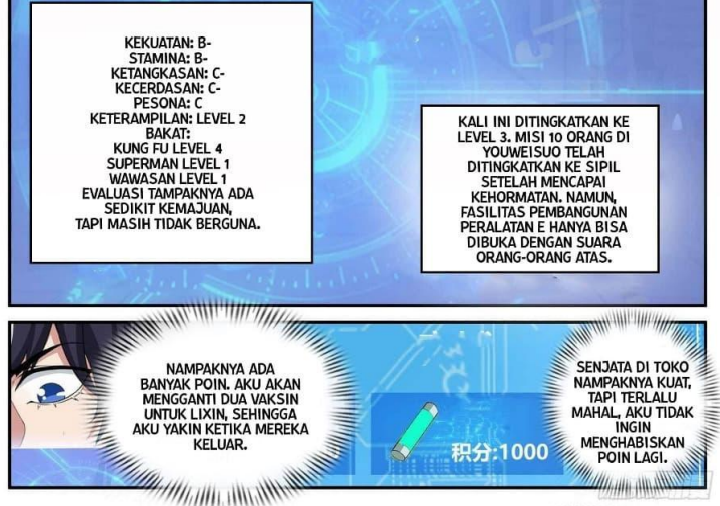 KEKUATAN: B-
STAMINA: B-
KETANGKASAN: C-
KECERDASAN: C-
PESONA: C
KETERAMPILAN: LEVEL 2
BAKAT:
KUNG FU LEVEL 4
SUPERMAN LEVEL 1
WAWASAN LEVEL 1
EVALUASI TAMPAKNYA ADA
SEDIKIT KEMAJUAN,
TAPI MASIH TIDAK BERGUNA.
KALI INI DITINGKATKAN KE
LEVEL 3. MISI 10 ORANG DI
YOUWEISUO TELAH
DITINGKATKAN KE SIPIL
SETELAH MENCAPAI
KEHORMATAN. NAMUN,
FASILITAS PEMBANGUNAN
PERALATAN E HANYA BISA
DIBUKA DENGAN SUARA
ORANG-ORANG ATAS.
NAMPAKNYA ADA
BANYAK POIN. AKU AKAN
MENGGANTI DUA VAKSIN
UNTUK LIXIN, SEHINGGA
AKU YAKIN KETIKA MEREKA
KELUAR.
积分:1000
SENJATA DI TOKO
NAMPAKNYA KUAT,
TAPI TERLALU
MAHAL, AKU TIDAK
INGIN
MENGHABISKAN
POIN LAGI.